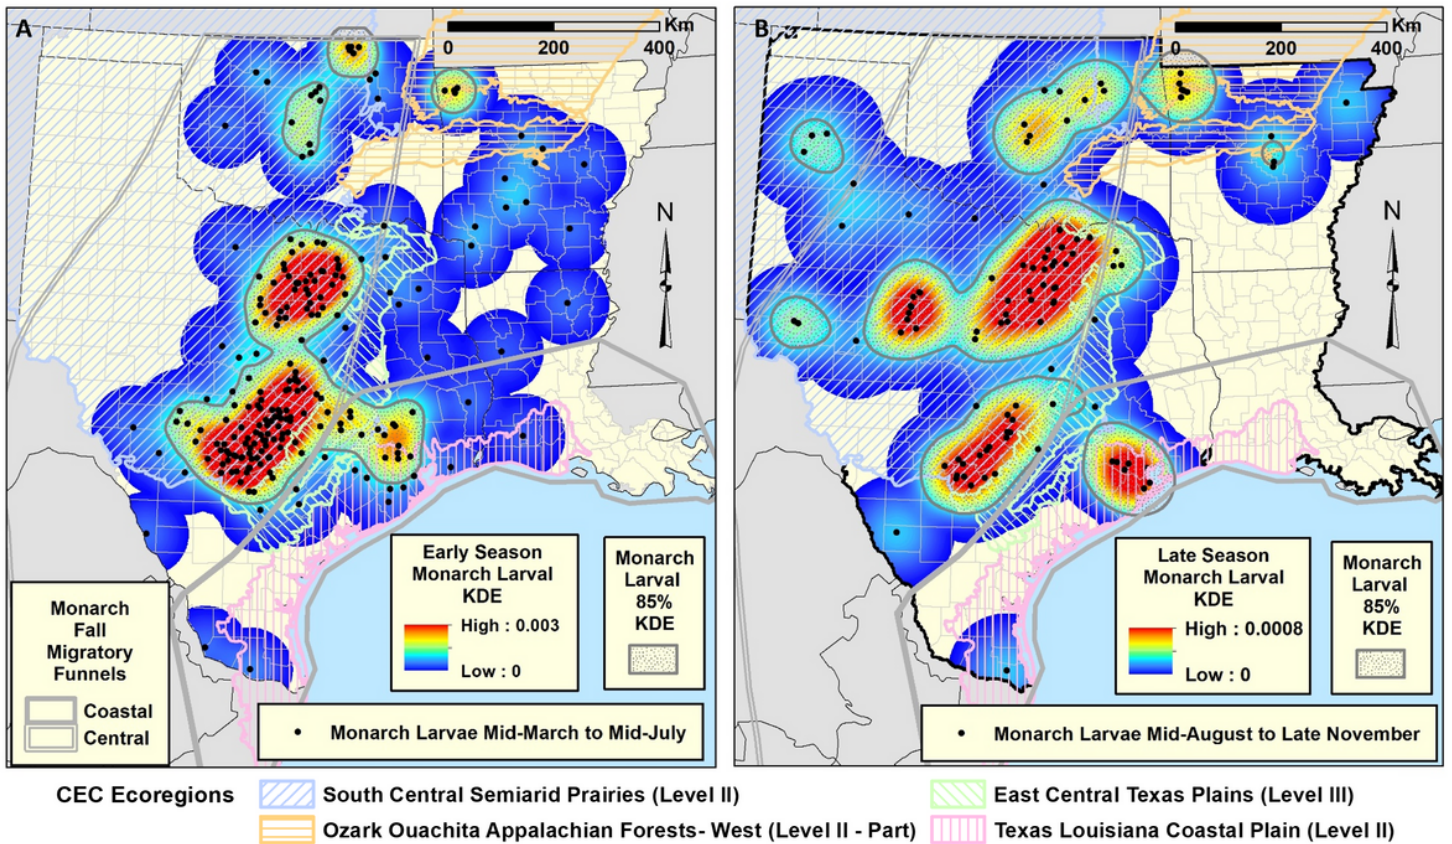 A
Km
0
400
200
N
Early Season
Monarch Larval
KDE
High : 0.003
Low : 0
Monarch
Larval
85%
KDE
Monarch
Fall
Migratory
Funnels
Coastal
Central
Monarch Larvae Mid-March to Mid-July
B
Km
0
400
200
N
Late Season
Monarch Larval
KDE
High : 0.0008
Low : 0
Monarch
Larval
85%
KDE
Monarch Larvae Mid-August to Late November
CEC Ecoregions
South Central Semiarid Prairies (Level II)
East Central Texas Plains (Level III)
Ozark Ouachita Appalachian Forests- West (Level II - Part)
Texas Louisiana Coastal Plain (Level II)